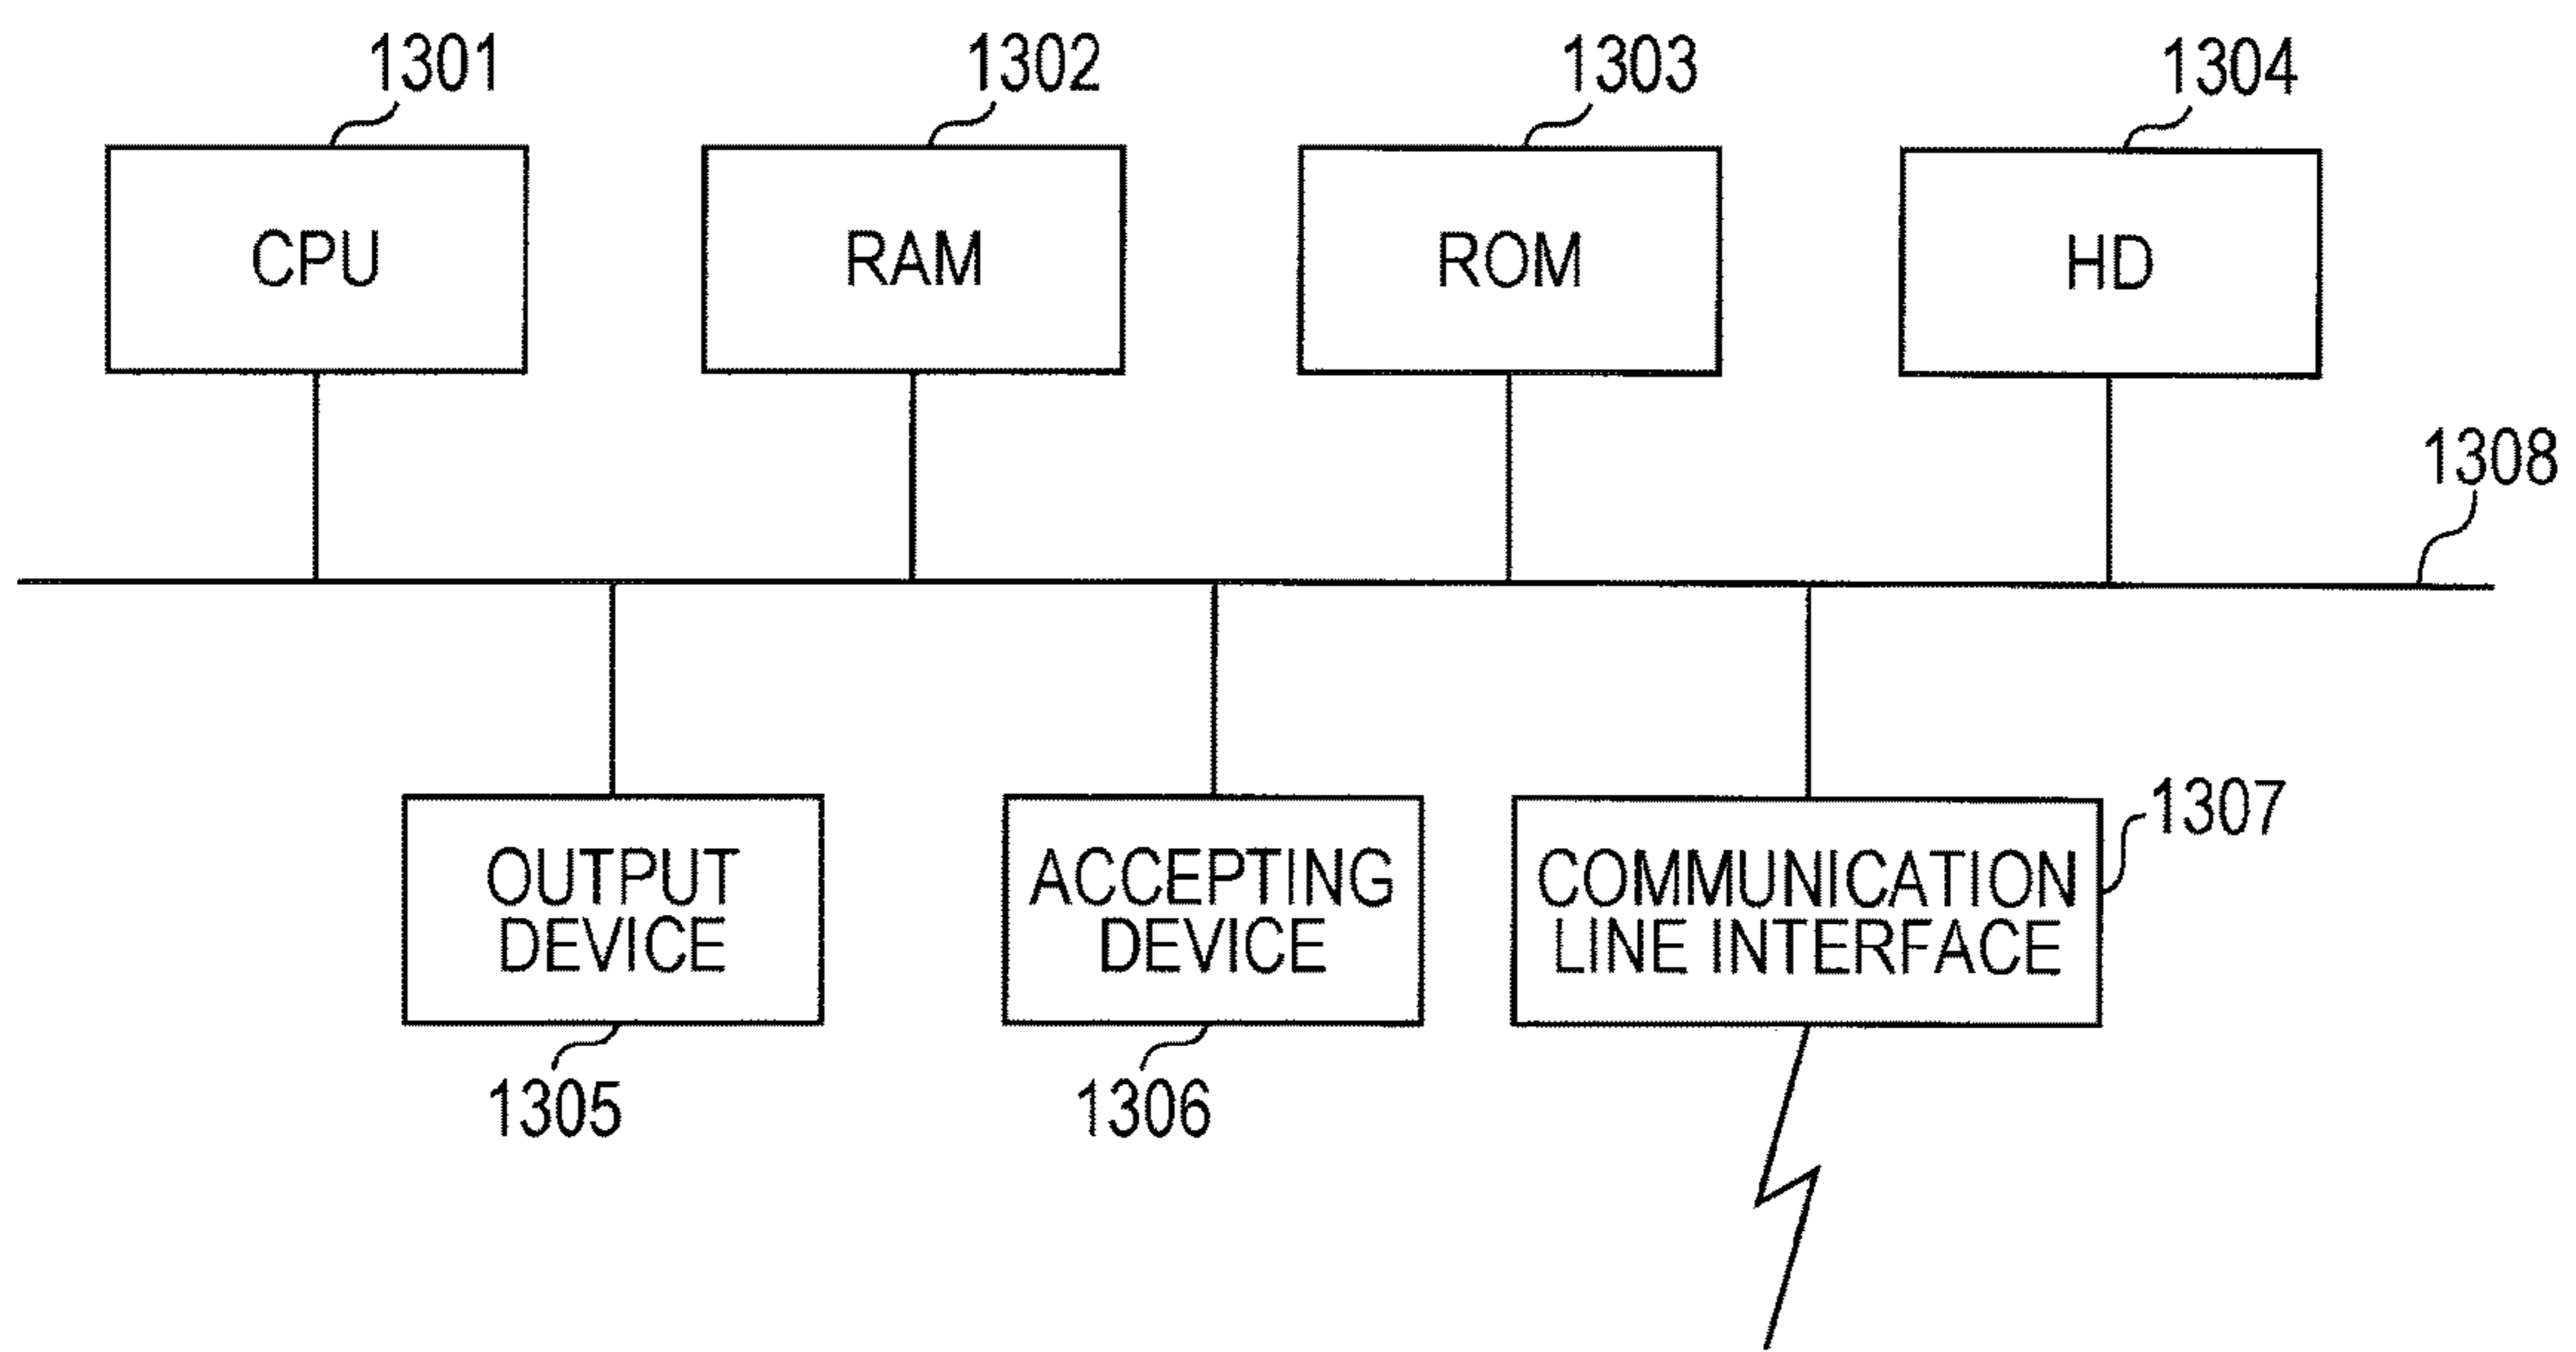 1301
1302
1303
1304
CPU
RAM
ROM
HD
1308
1307
OUTPUT
DEVICE
ACCEPTING
DEVICE
COMMUNICATION
LINE INTERFACE
1305
1306